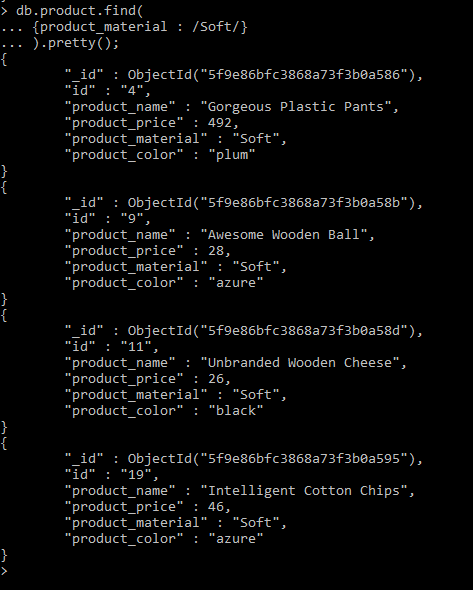 > db.product.find(
... {product_material : /Soft/}
... ).pretty();
{
        "_id" : ObjectId("5f9e86bfc3868a73f3b0a586"),
        "id" : "4",
        "product_name" : "Gorgeous Plastic Pants",
        "product_price" : 492,
        "product_material" : "Soft",
        "product_color" : "plum"
}
{
        "_id" : ObjectId("5f9e86bfc3868a73f3b0a58b"),
        "id" : "9",
        "product_name" : "Awesome Wooden Ball",
        "product_price" : 28,
        "product_material" : "Soft",
        "product_color" : "azure"
}
{
        "_id" : ObjectId("5f9e86bfc3868a73f3b0a58d"),
        "id" : "11",
        "product_name" : "Unbranded Wooden Cheese",
        "product_price" : 26,
        "product_material" : "Soft",
        "product_color" : "black"
}
{
        "_id" : ObjectId("5f9e86bfc3868a73f3b0a595"),
        "id" : "19",
        "product_name" : "Intelligent Cotton Chips",
        "product_price" : 46,
        "product_material" : "Soft",
        "product_color" : "azure"
}
>